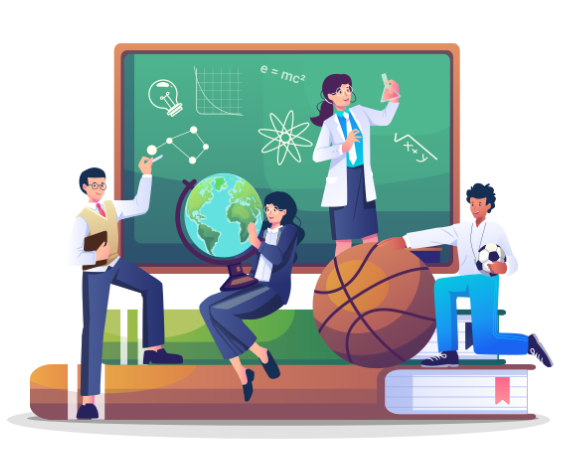 e = mc²
√x+y